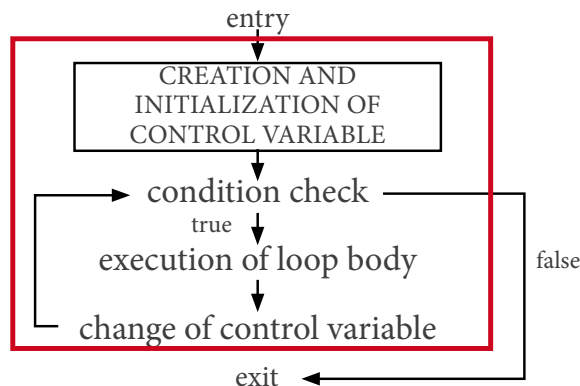 entry
CREATION AND
INITIALIZATION OF
CONTROL VARIABLE
condition check
true
execution of loop body
false
change of control variable
exit